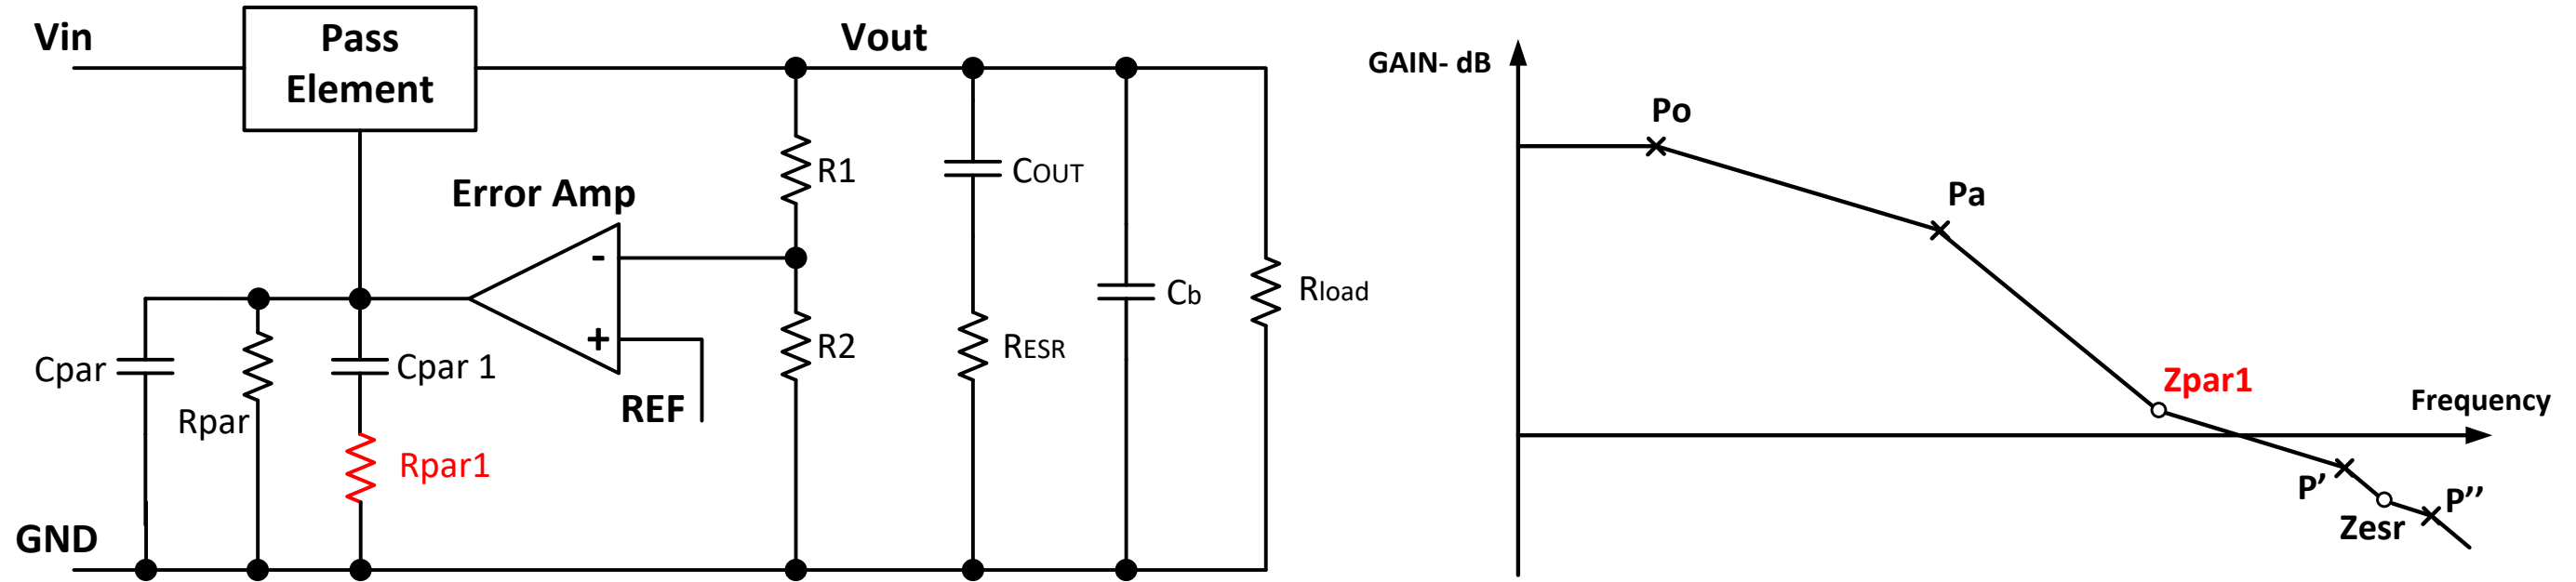 Vin
Pass
Element
Vout
R1
COUT
Error Amp
-
+
Cb
Rload
Cpar
Rpar
Cpar 1
R2
RESR
REF
Rpar1
GND
GAIN- dB
Po
Pa
Zpar1
Frequency
P'
Zesr
P''